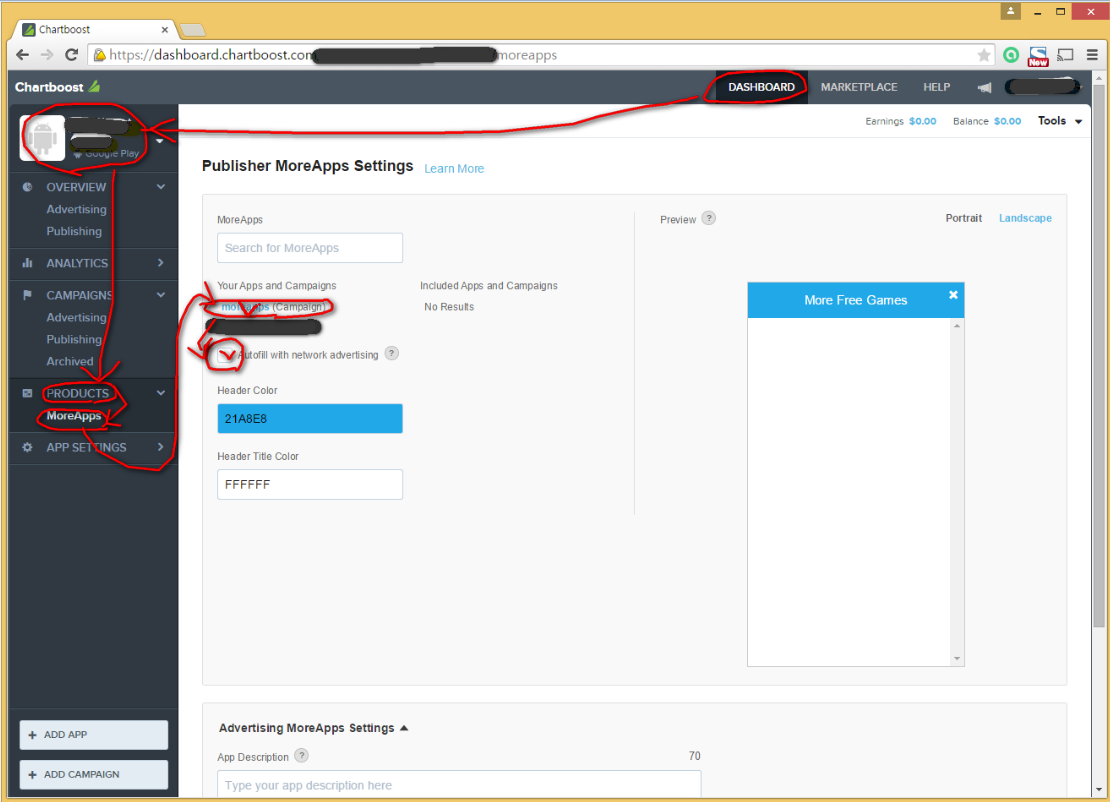 Chartboost
https://dashboard.chartboost.com
moreapps
New
Chartboost
DASHBOARD
MARKETPLACE
HELP
Google Play
Earnings $0.00
Balance $0.00
Tools
OVERVIEW
Advertising
Publishing
ANALYTICS
CAMPAIGNS
Advertising
Publishing
Archived
PRODUCTS
MoreApps
APP SETTINGS
+ ADD APP
+ ADD CAMPAIGN
Publisher MoreApps Settings Learn More
MoreApps
Search for MoreApps
Your Apps and Campaigns
Included Apps and Campaigns
moreapps (Campaign)
No Results
Autofill with network advertising ?
Header Color
21A8E8
Header Title Color
FFFFFF
Preview ?
Portrait
Landscape
More Free Games
Advertising MoreApps Settings
App Description ?
70
Type your app description here